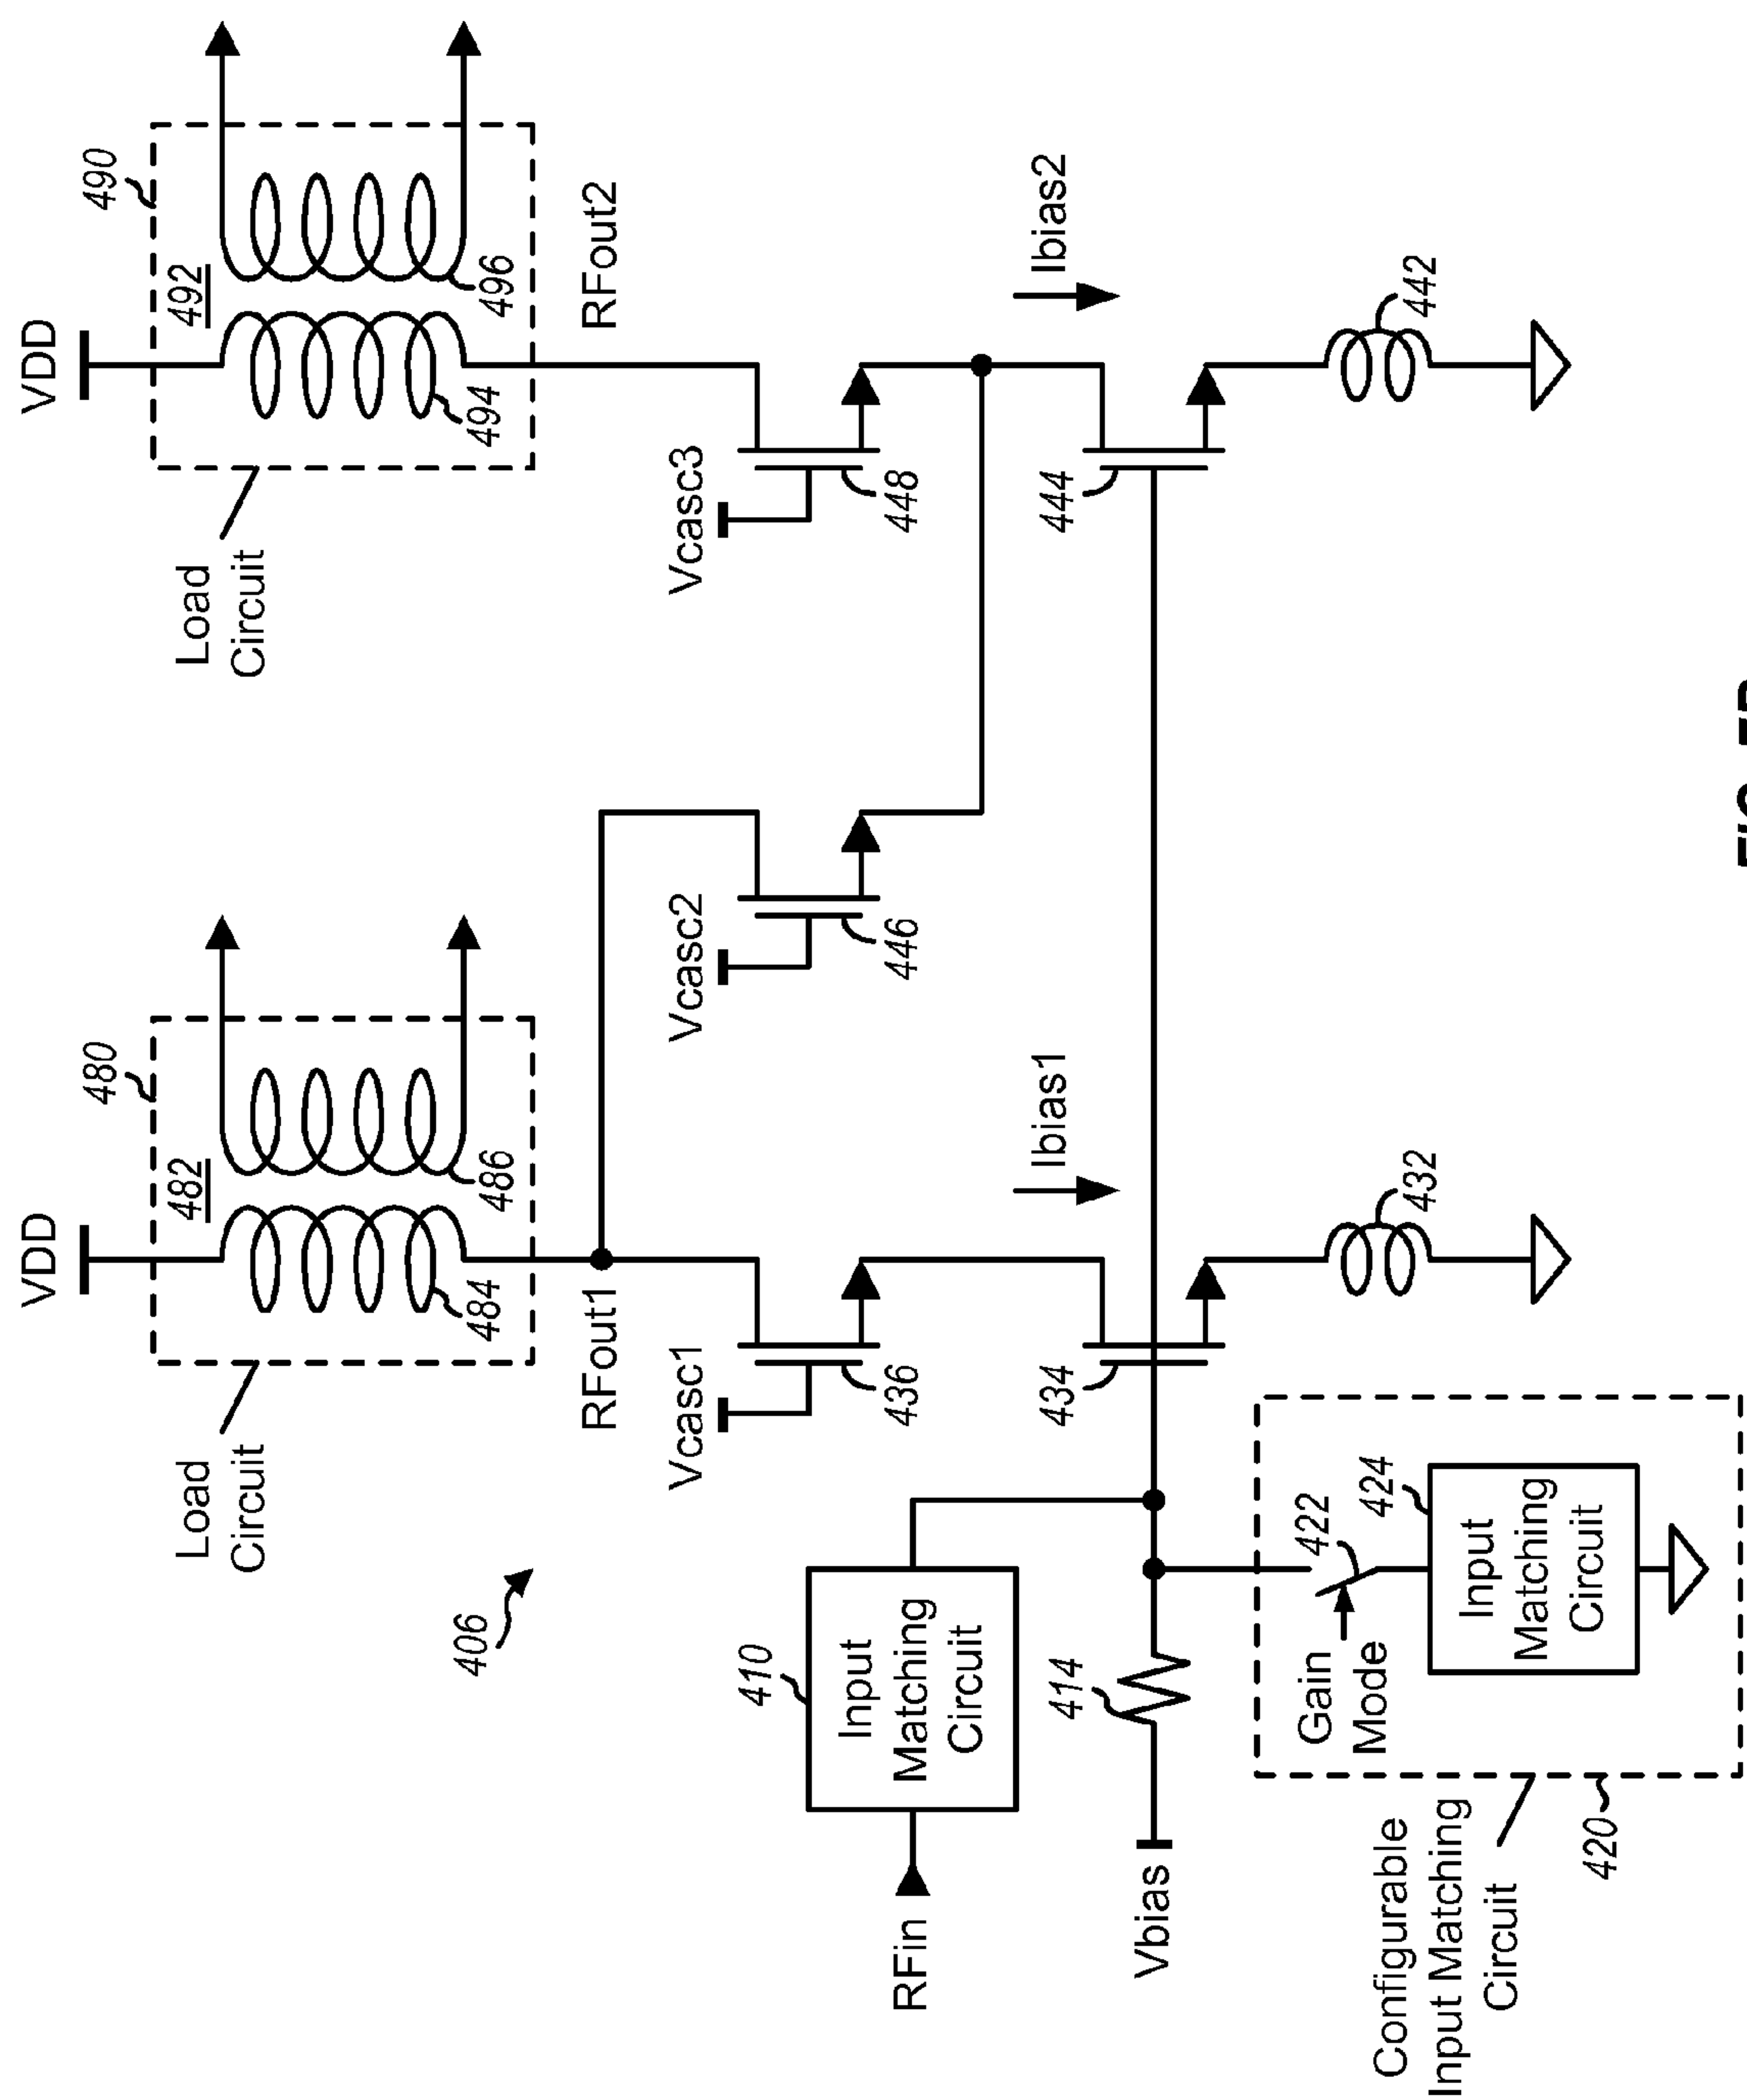 VDD
VDD
480
490
482
492
Load
Circuit
Load
Circuit
484
486
494
496
406
RFout1
RFout2
Vcasc1
Vcasc2
Vcasc3
436
446
448
RFin
410
Input
Matching
Circuit
Ibias1
Ibias2
434
444
Vbias
414
432
442
Configurable
Input Matching
Circuit
420
Gain
Mode
422
424
Input
Matching
Circuit